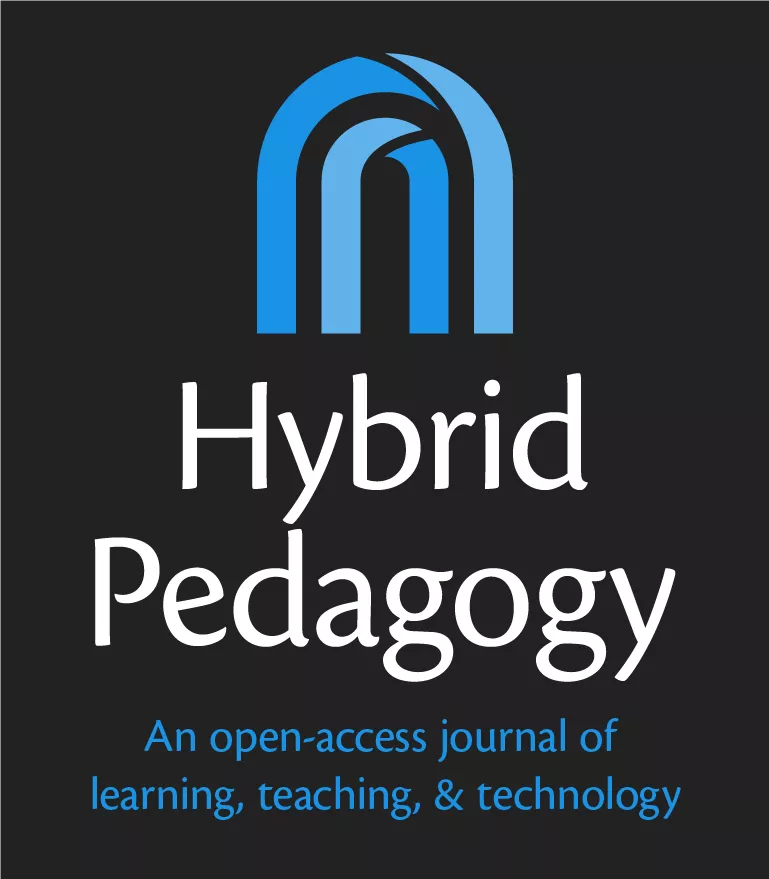 Hybrid
Pedagogy
An open-access journal of
learning, teaching, & technology